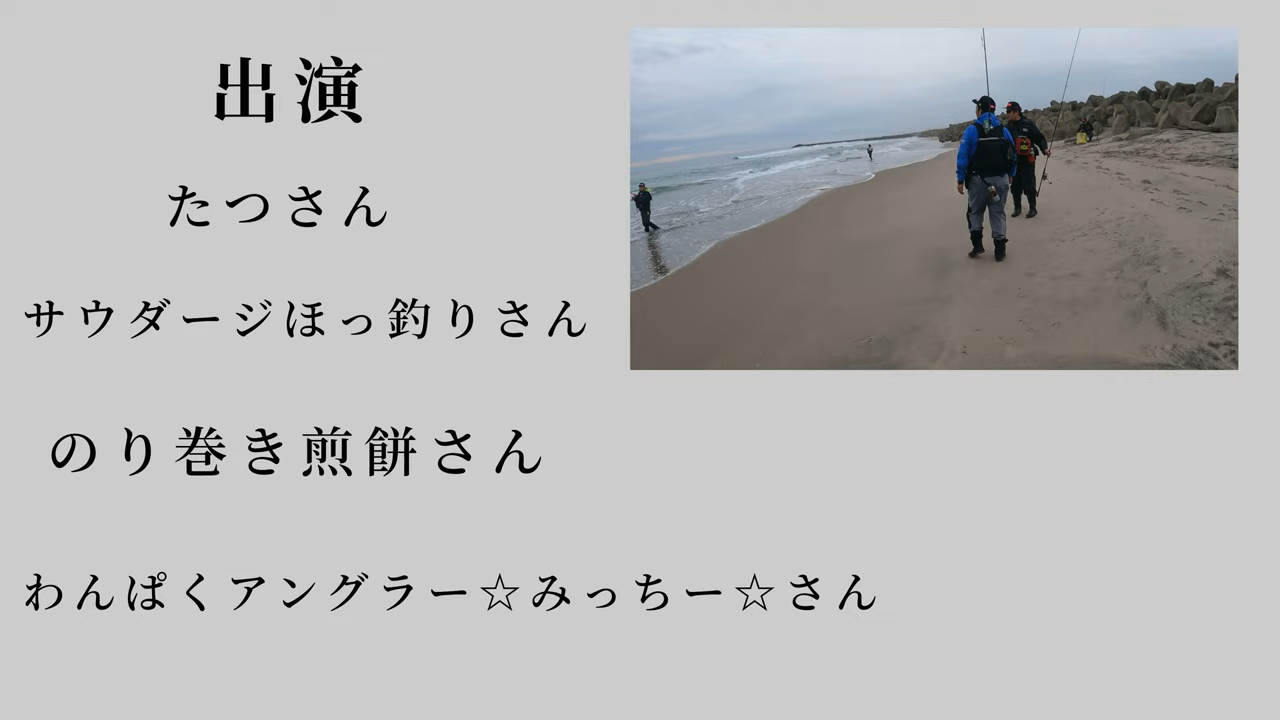 出演
たつさん
サウダージほっ釣りさん
のり巻き煎餅さん
わんぱくアングラー☆みっちー☆さん